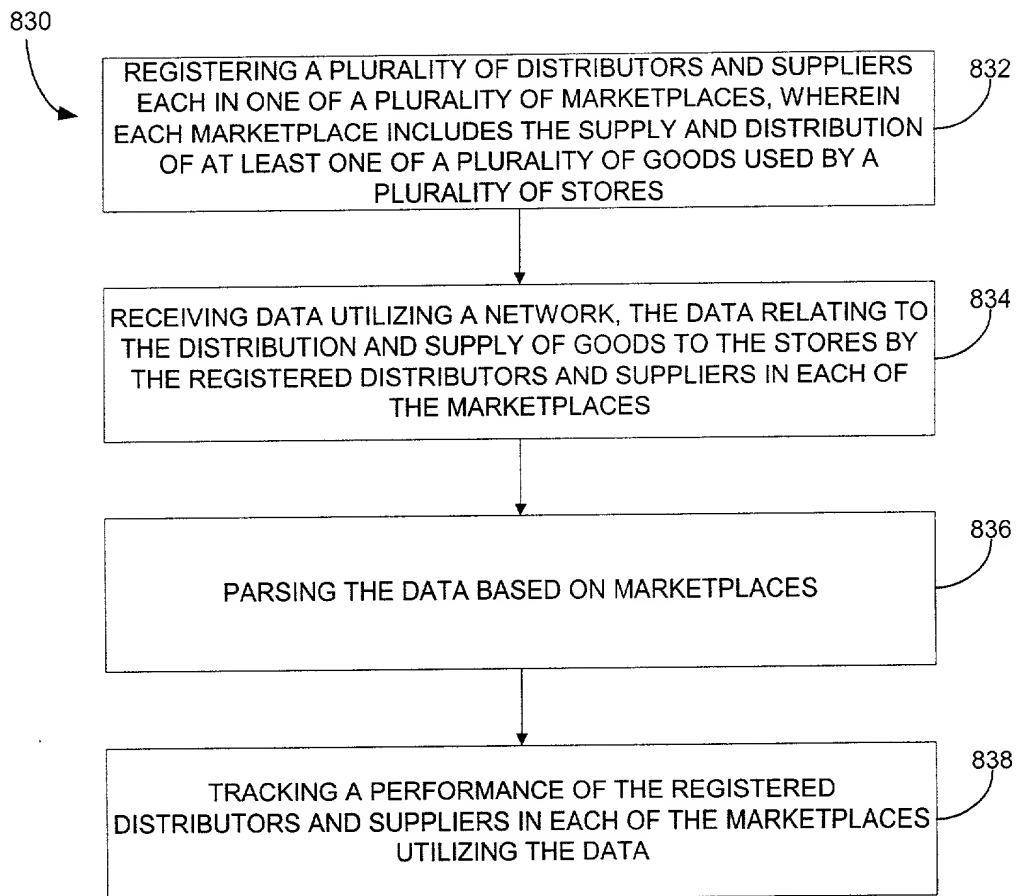 830
REGISTERING A PLURALITY OF DISTRIBUTORS AND SUPPLIERS
EACH IN ONE OF A PLURALITY OF MARKETPLACES, WHEREIN
EACH MARKETPLACE INCLUDES THE SUPPLY AND DISTRIBUTION
OF AT LEAST ONE OF A PLURALITY OF GOODS USED BY A
PLURALITY OF STORES
832
RECEIVING DATA UTILIZING A NETWORK, THE DATA RELATING TO
THE DISTRIBUTION AND SUPPLY OF GOODS TO THE STORES BY
THE REGISTERED DISTRIBUTORS AND SUPPLIERS IN EACH OF
THE MARKETPLACES
834
PARSING THE DATA BASED ON MARKETPLACES
836
TRACKING A PERFORMANCE OF THE REGISTERED
DISTRIBUTORS AND SUPPLIERS IN EACH OF THE MARKETPLACES
UTILIZING THE DATA
838